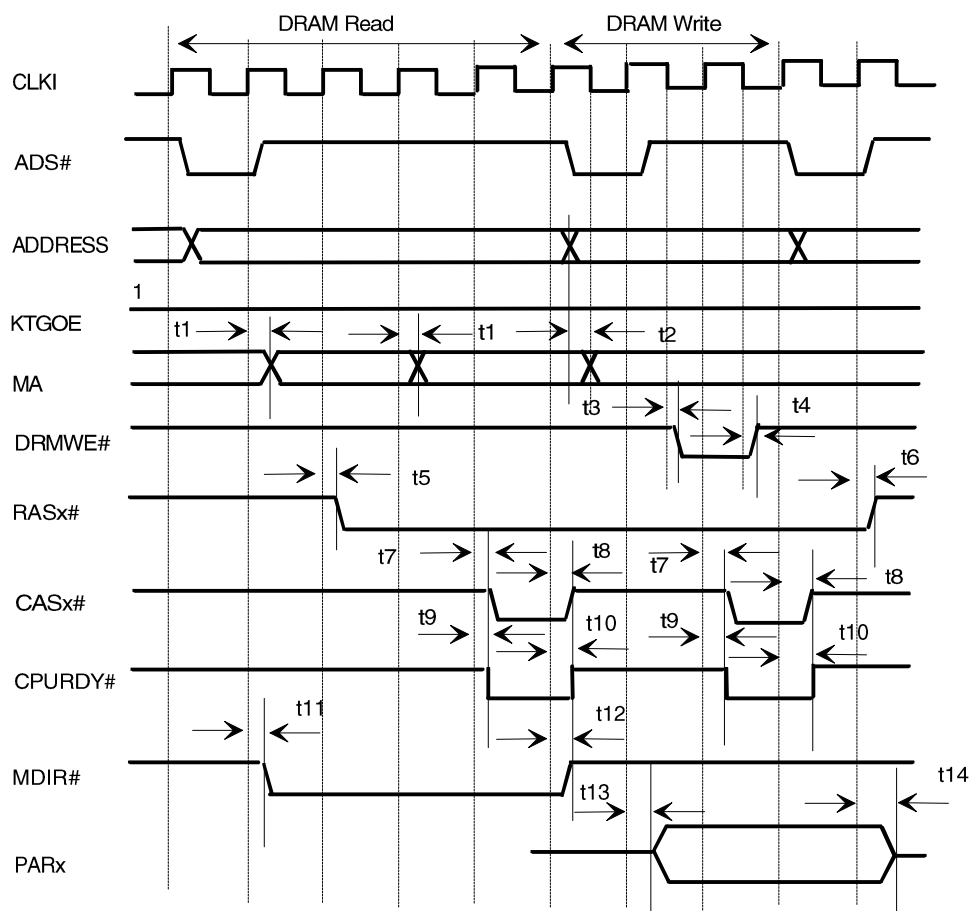 DRAM Read DRAM Write
CLKI
ADS#
ADDRESS
1
KTGOE
t1 t1 t2
MA
t3 t4
DRMWE#
t5 t6
RASx#
t7 t8 t7 t8
CASx#
t9 t10 t9 t10
CPURDY#
t11 t12
MDIR#
t13 t14
PARx